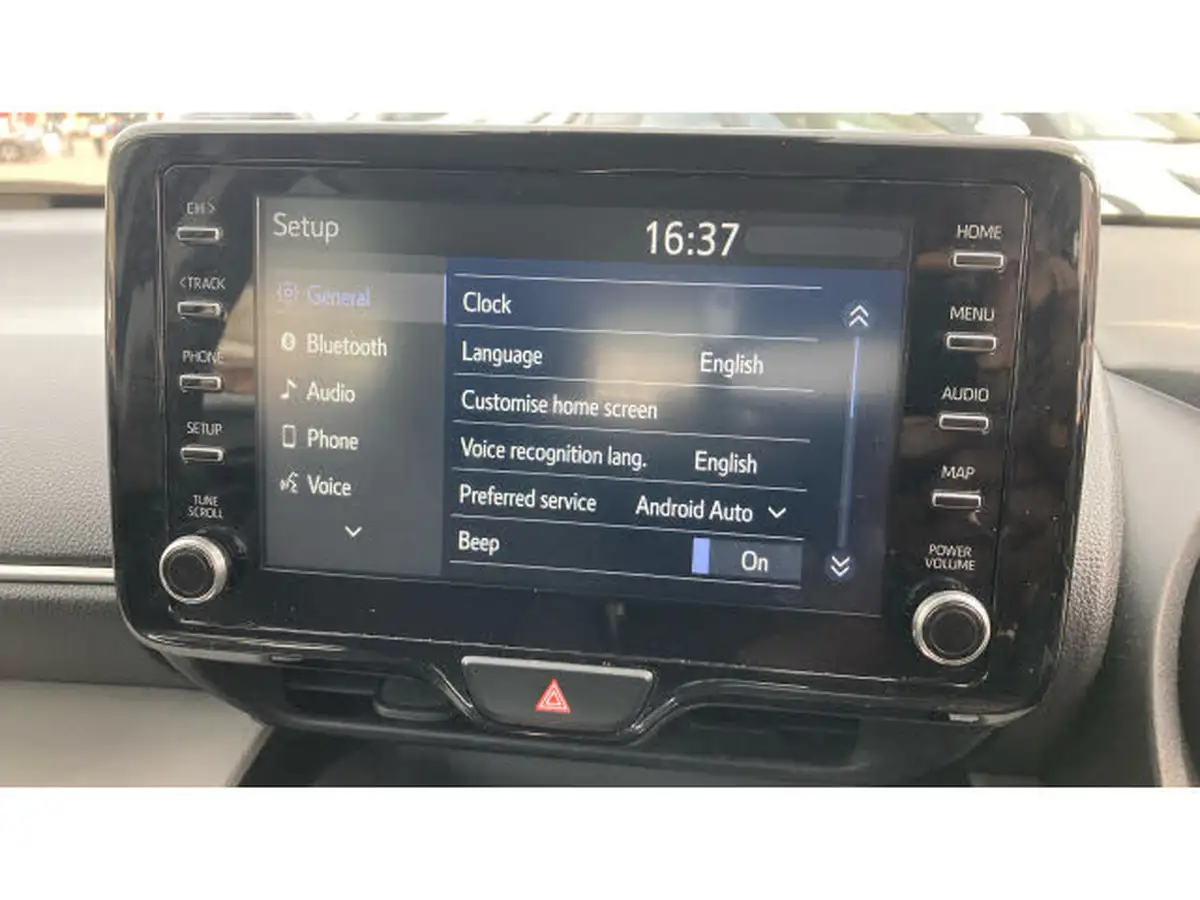 CH >
< TRACK
PHONE
SETUP
TUNE
SCROLL
Setup
16:37
General
Bluetooth
Audio
Phone
Voice
Clock
Language English
Customise home screen
Voice recognition lang. English
Preferred service Android Auto
Beep On
HOME
MENU
AUDIO
MAP
POWER
VOLUME